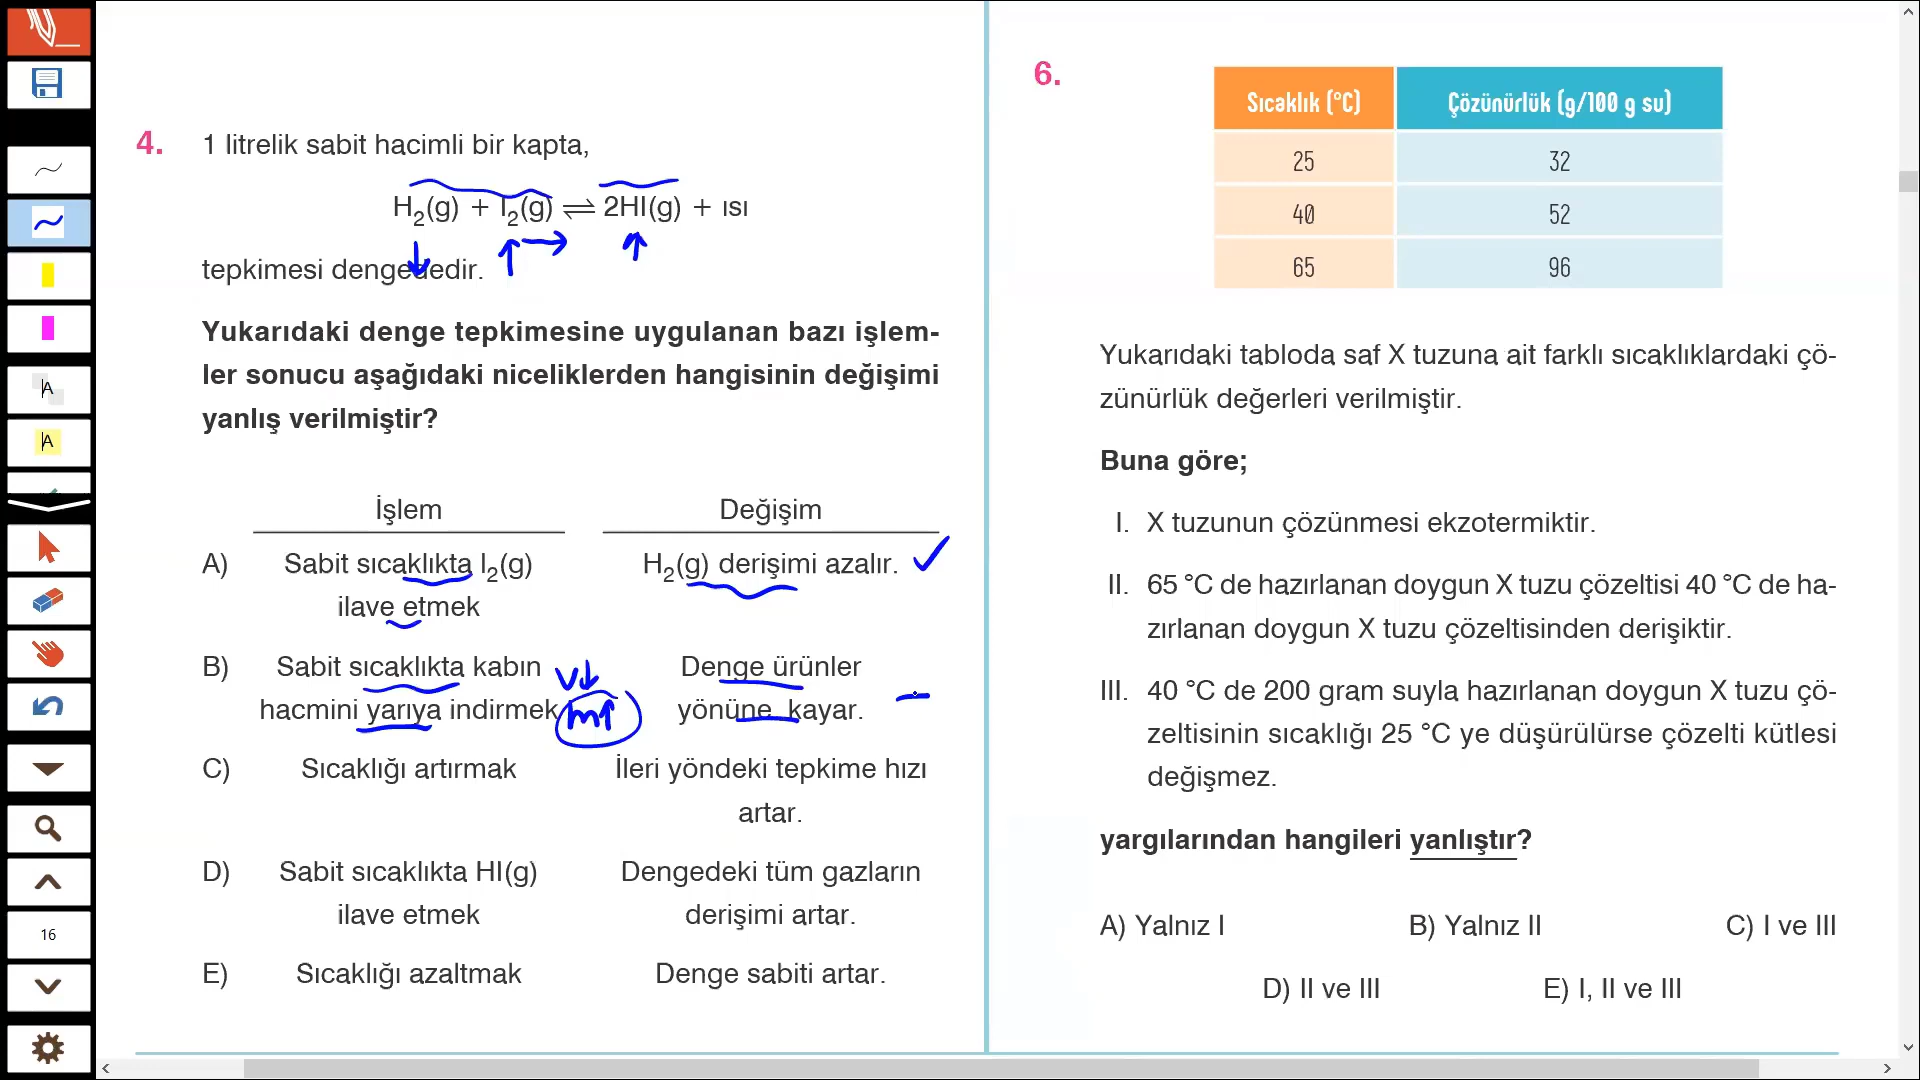 4. 1 litrelik sabit hacimli bir kapta,
H2(g) + I2(g) ⇌ 2HI(g) + ısı
tepkimesi dengededir.
Yukarıdaki denge tepkimesine uygulanan bazı işlem-
ler sonucu aşağıdaki niceliklerden hangisinin değişimi
yanlış verilmiştir?
İşlem Değişim
A) Sabit sıcaklıkta I2(g) H2(g) derişimi azalır.
ilave etmek
B) Sabit sıcaklıkta kabın V↓ Denge ürünler
hacmini yarıya indirmek m↑ yönüne kayar.
C) Sıcaklığı artırmak İleri yöndeki tepkime hızı
artar.
D) Sabit sıcaklıkta HI(g) Dengedeki tüm gazların
ilave etmek derişimi artar.
E) Sıcaklığı azaltmak Denge sabiti artar.
6.
Sıcaklık (°C) Çözünürlük (g/100 g su)
25 32
40 52
65 96
Yukarıdaki tabloda saf X tuzuna ait farklı sıcaklıklardaki çö-
zünürlük değerleri verilmiştir.
Buna göre;
I. X tuzunun çözünmesi ekzotermiktir.
II. 65 °C de hazırlanan doygun X tuzu çözeltisi 40 °C de ha-
zırlanan doygun X tuzu çözeltisinden derişiktir.
III. 40 °C de 200 gram suyla hazırlanan doygun X tuzu çö-
zeltisinin sıcaklığı 25 °C ye düşürülürse çözelti kütlesi
değişmez.
yargılarından hangileri yanlıştır?
A) Yalnız I B) Yalnız II C) I ve III
D) II ve III E) I, II ve III
A
A
16